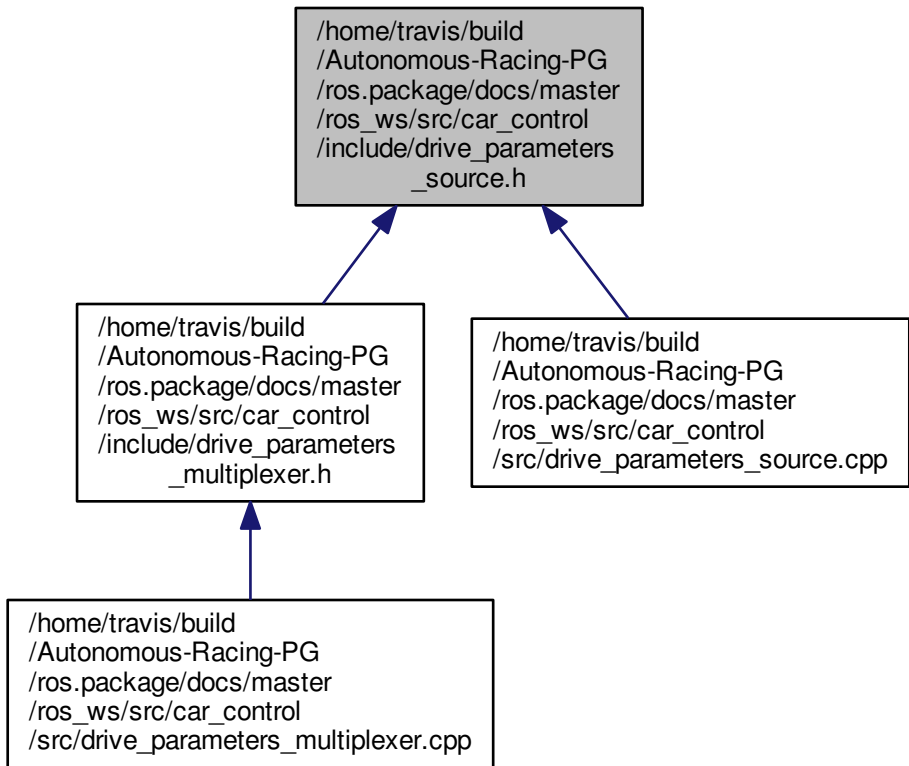 /home/travis/build
/Autonomous-Racing-PG
/ros.package/docs/master
/ros_ws/src/car_control
/include/drive_parameters
_source.h
/home/travis/build
/Autonomous-Racing-PG
/ros.package/docs/master
/ros_ws/src/car_control
/include/drive_parameters
_multiplexer.h
/home/travis/build
/Autonomous-Racing-PG
/ros.package/docs/master
/ros_ws/src/car_control
/src/drive_parameters_source.cpp
/home/travis/build
/Autonomous-Racing-PG
/ros.package/docs/master
/ros_ws/src/car_control
/src/drive_parameters_multiplexer.cpp